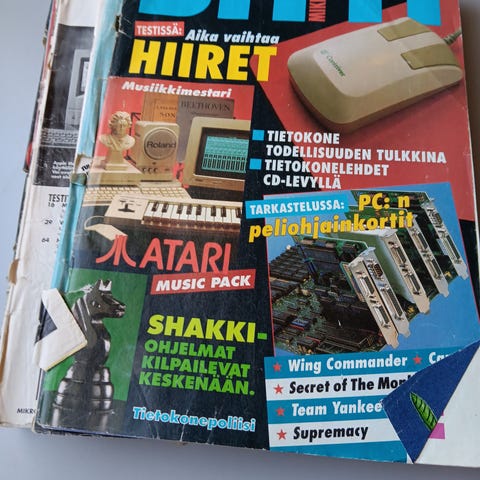 TESTISSÄ: Aika vaihtaa
HIIRET
Musiikkimestari
BEETHOVEN
Roland
TIETOKONE
TODELLISUUDEN TULKKINA
TIETOKONELEHDET
CD-LEVYLLÄ
TARKASTELUSSA: PC:n
peliohjainkortit
ATARI
MUSIC PACK
SHAKKI-
OHJELMAT
KILPAILEVAT
KESKENÄÄN.
Tietokonepoliisi
Wing Commander
Secret of The
Team Yankee
Supremacy